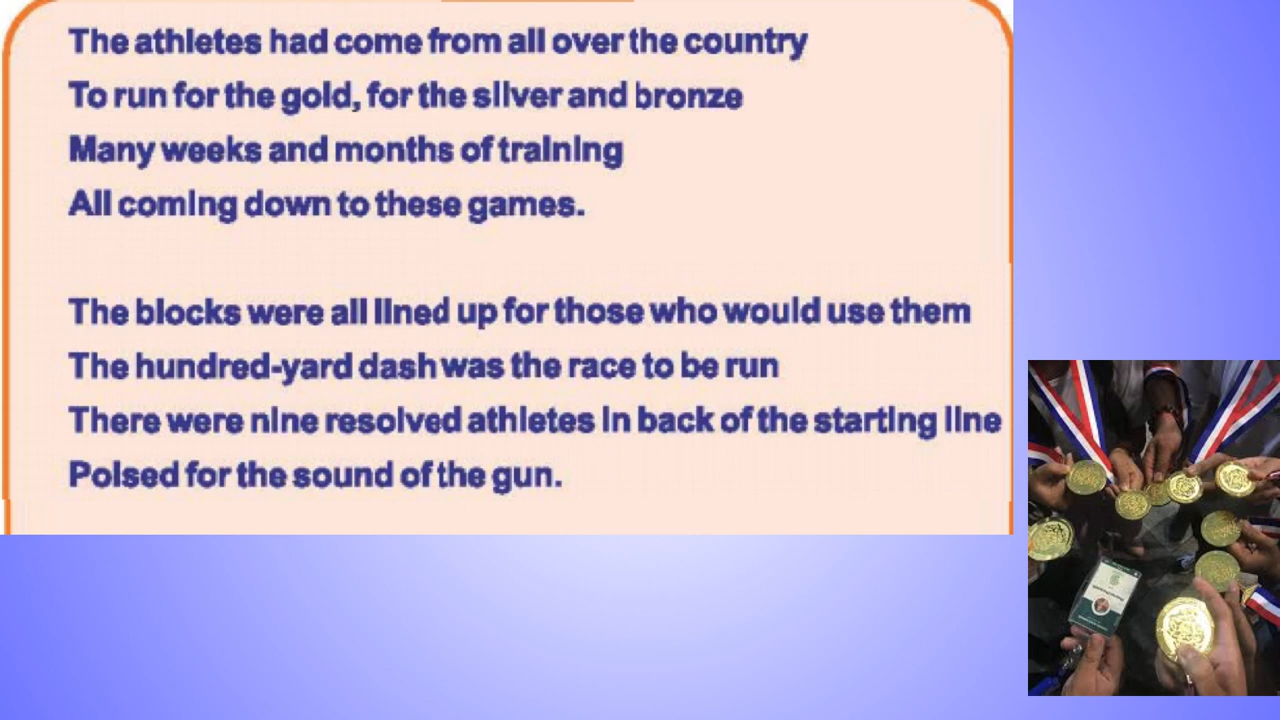 The athletes had come from all over the country
To run for the gold, for the silver and bronze
Many weeks and months of training
All coming down to these games.
The blocks were all lined up for those who would use them
The hundred-yard dash was the race to be run
There were nine resolved athletes in back of the starting line
Poised for the sound of the gun.